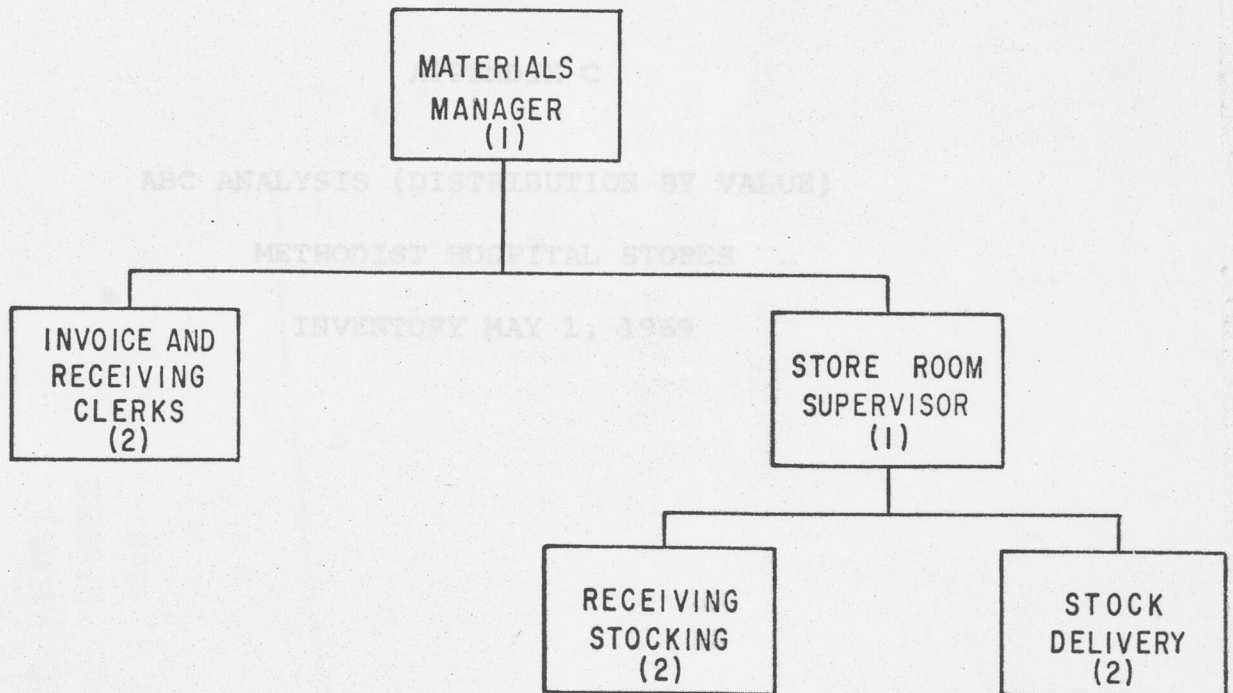 MATERIALS
MANAGER
(1)
ABC ANALYSIS (DISTRIBUTION BY VALUE)
METHODIST HOSPITAL STORES
INVENTORY MAY 1, 1969
INVOICE AND
RECEIVING
CLERKS
(2)
STORE ROOM
SUPERVISOR
(1)
RECEIVING
STOCKING
(2)
STOCK
DELIVERY
(2)